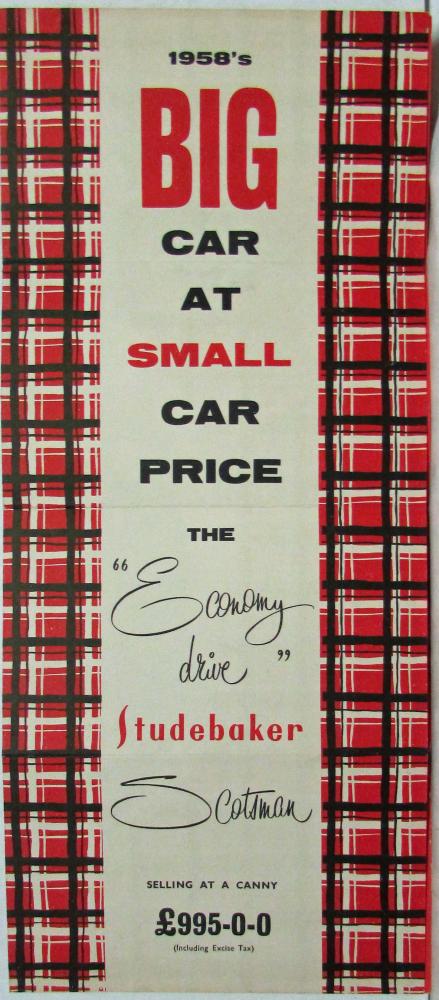 1958's
BIG
CAR
AT
SMALL
CAR
PRICE
THE
“Economy
drive”
Studebaker
Scotsman
SELLING AT A CANNY
£995-0-0
(Including Excise Tax)